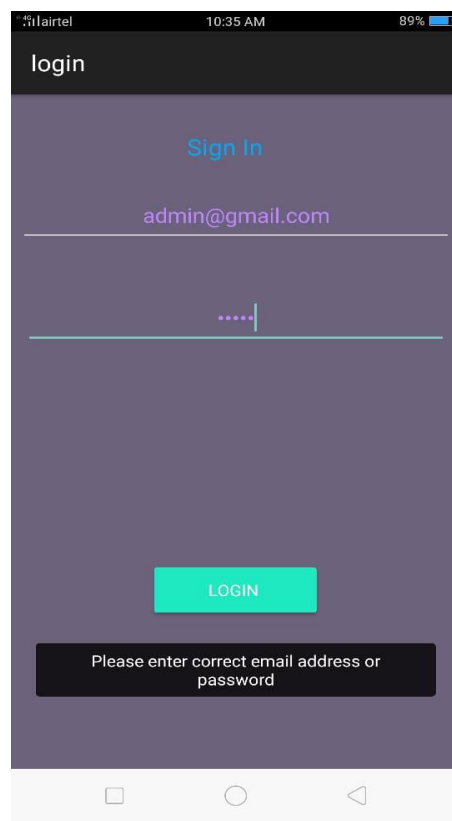 4G airtel 10:35 AM 89%
login
Sign In
admin@gmail.com
•••••
LOGIN
Please enter correct email address or
password